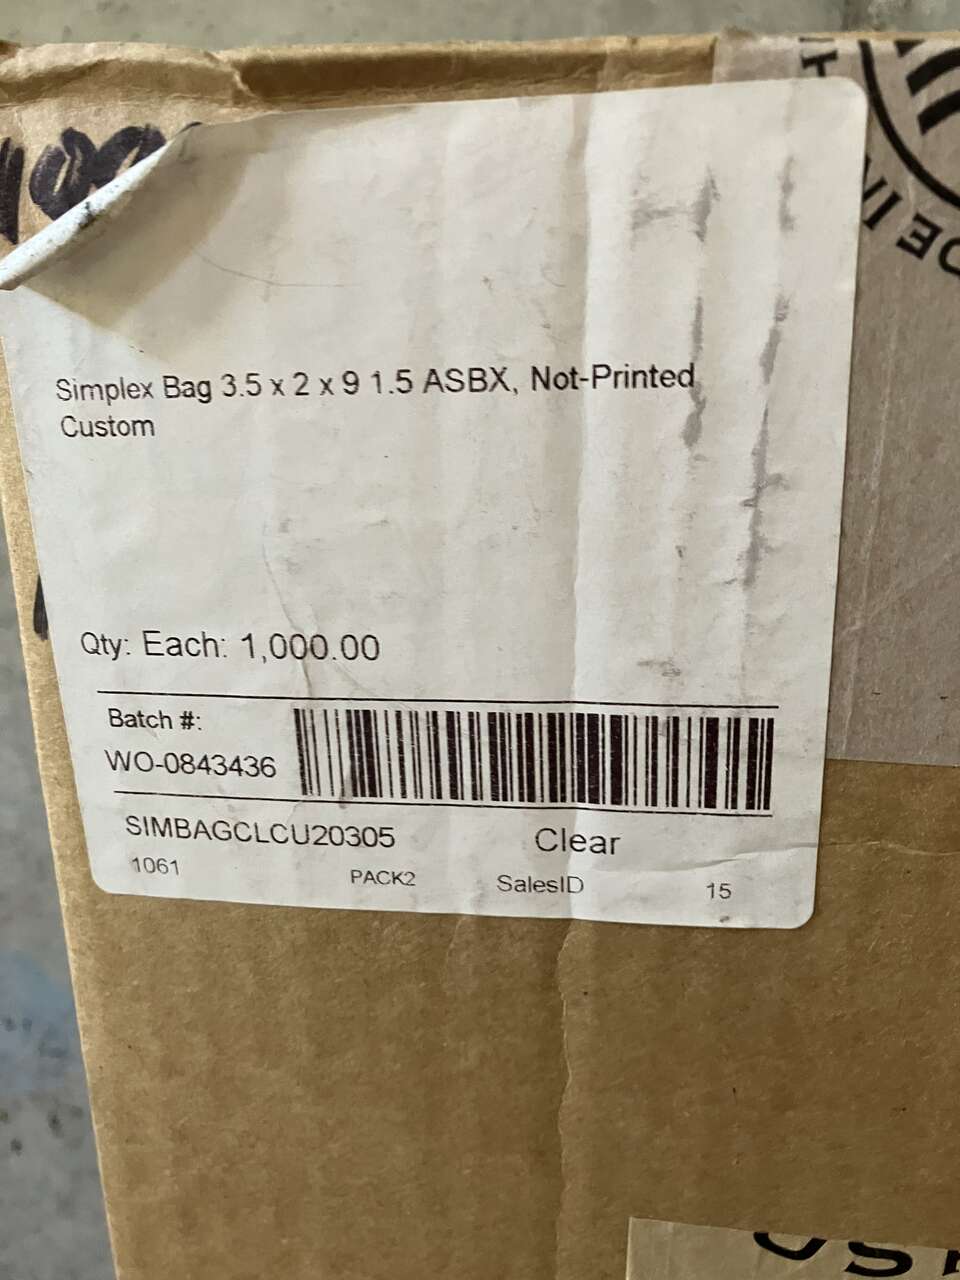 Simplex Bag 3.5 x 2 x 9 1.5 ASBX, Not-Printed
Custom
Qty: Each: 1,000.00
Batch #:
WO-0843436
SIMBAGCLCU20305
Clear
1061
PACK2
SalesID
15